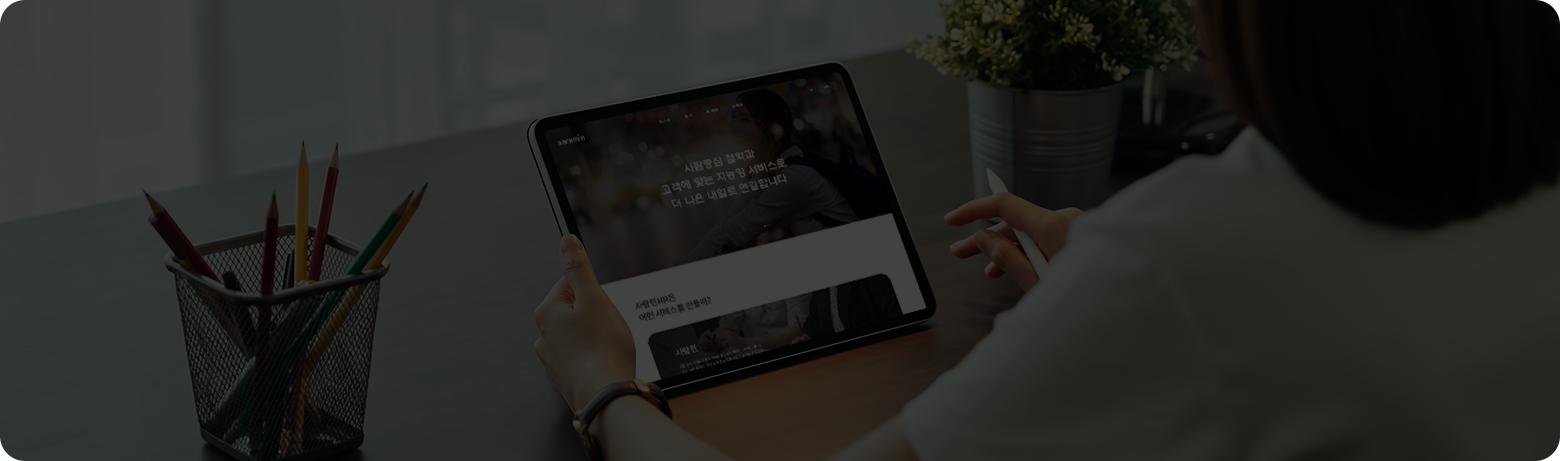 saramin
사람중심 철학과
고객에 맞는 지능형 서비스로
더 나은 내일로 연결합니다
사람인HR은
어떤 서비스를 만들까?
사람인